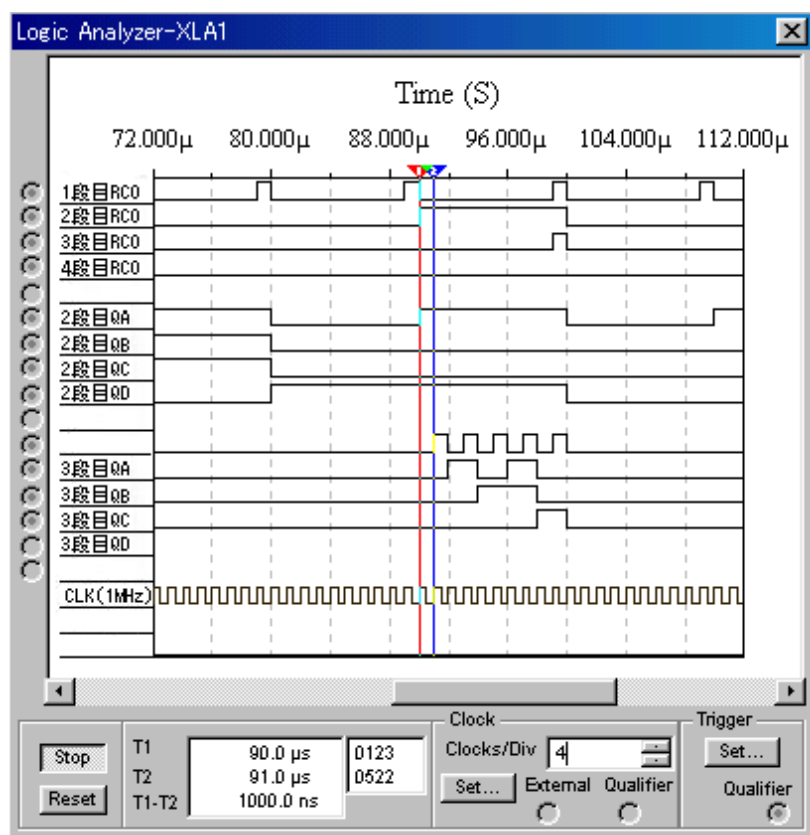 Logic Analyzer-XLA1
Time (S)
72.000μ 80.000μ 88.000μ 96.000μ 104.000μ 112.000μ
1段目RCO
2段目RCO
3段目RCO
4段目RCO
2段目QA
2段目QB
2段目QC
2段目QD
3段目QA
3段目QB
3段目QC
3段目QD
CLK(1MHz)
Stop
Reset
T1 90.0 μs 0123
T2 91.0 μs 0522
T1-T2 1000.0 ns
Clock
Clocks/Div 4
Set... External Qualifier
Trigger
Set...
Qualifier